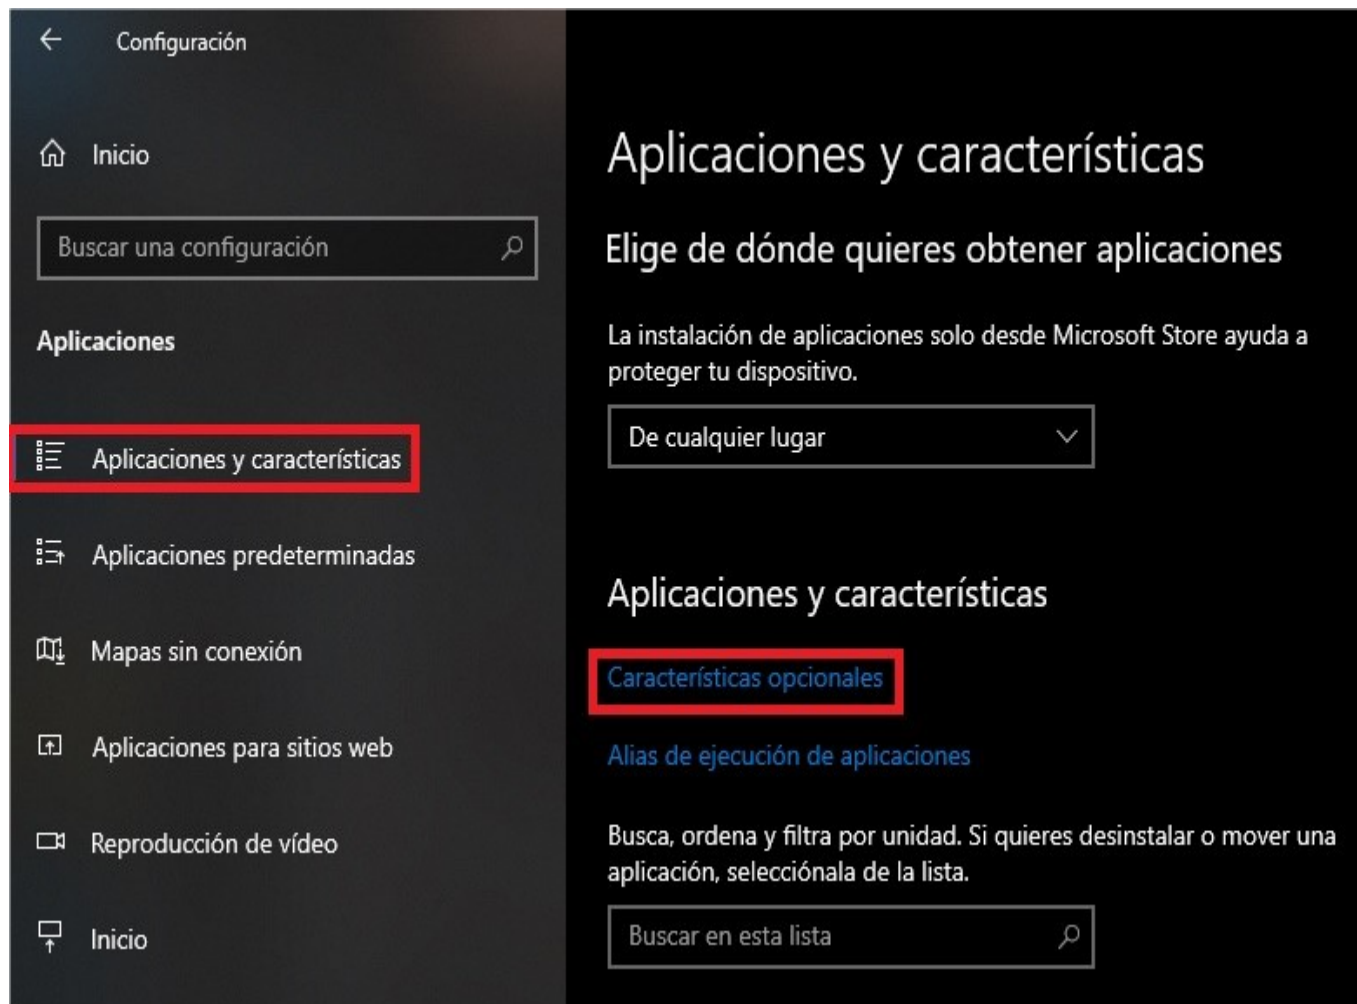 Configuración
Inicio
Buscar una configuración
Aplicaciones
Aplicaciones y características
Aplicaciones predeterminadas
Mapas sin conexión
Aplicaciones para sitios web
Reproducción de vídeo
Inicio
Aplicaciones y características
Elige de dónde quieres obtener aplicaciones
La instalación de aplicaciones solo desde Microsoft Store ayuda a
proteger tu dispositivo.
De cualquier lugar
Aplicaciones y características
Características opcionales
Alias de ejecución de aplicaciones
Busca, ordena y filtra por unidad. Si quieres desinstalar o mover una
aplicación, selecciónala de la lista.
Buscar en esta lista